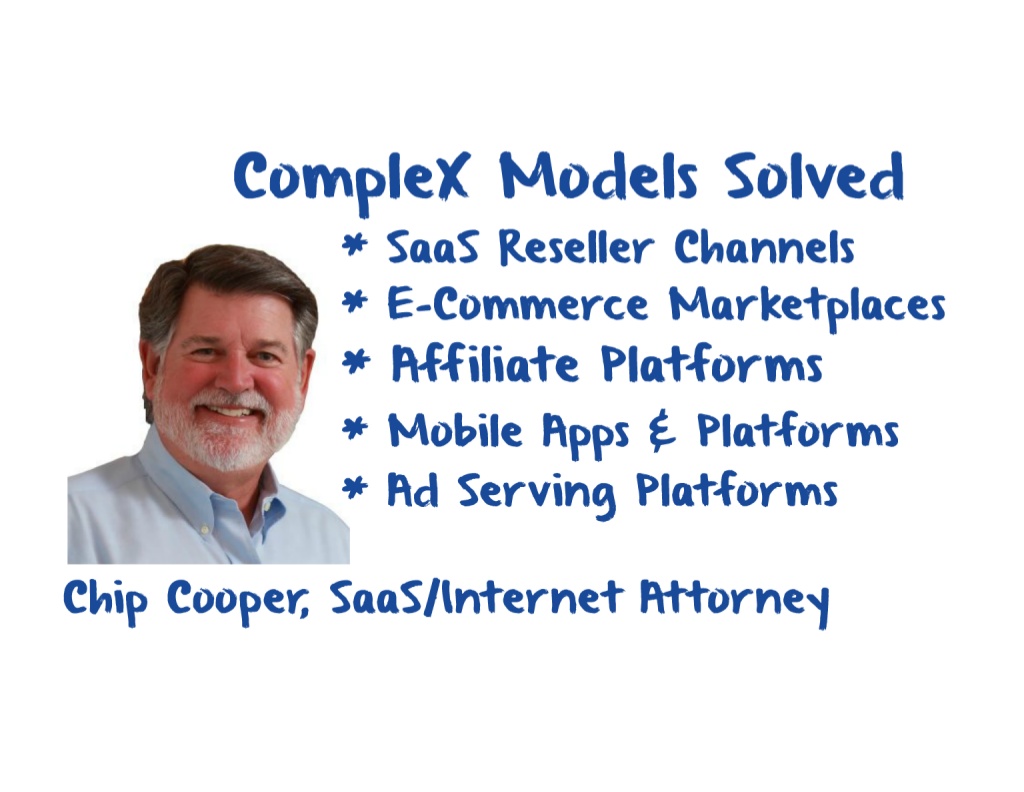 CompleX Models Solved
* SaaS Reseller Channels
* E-Commerce Marketplaces
* Affiliate Platforms
* Mobile Apps & Platforms
* Ad Serving Platforms
Chip Cooper, SaaS/Internet Attorney